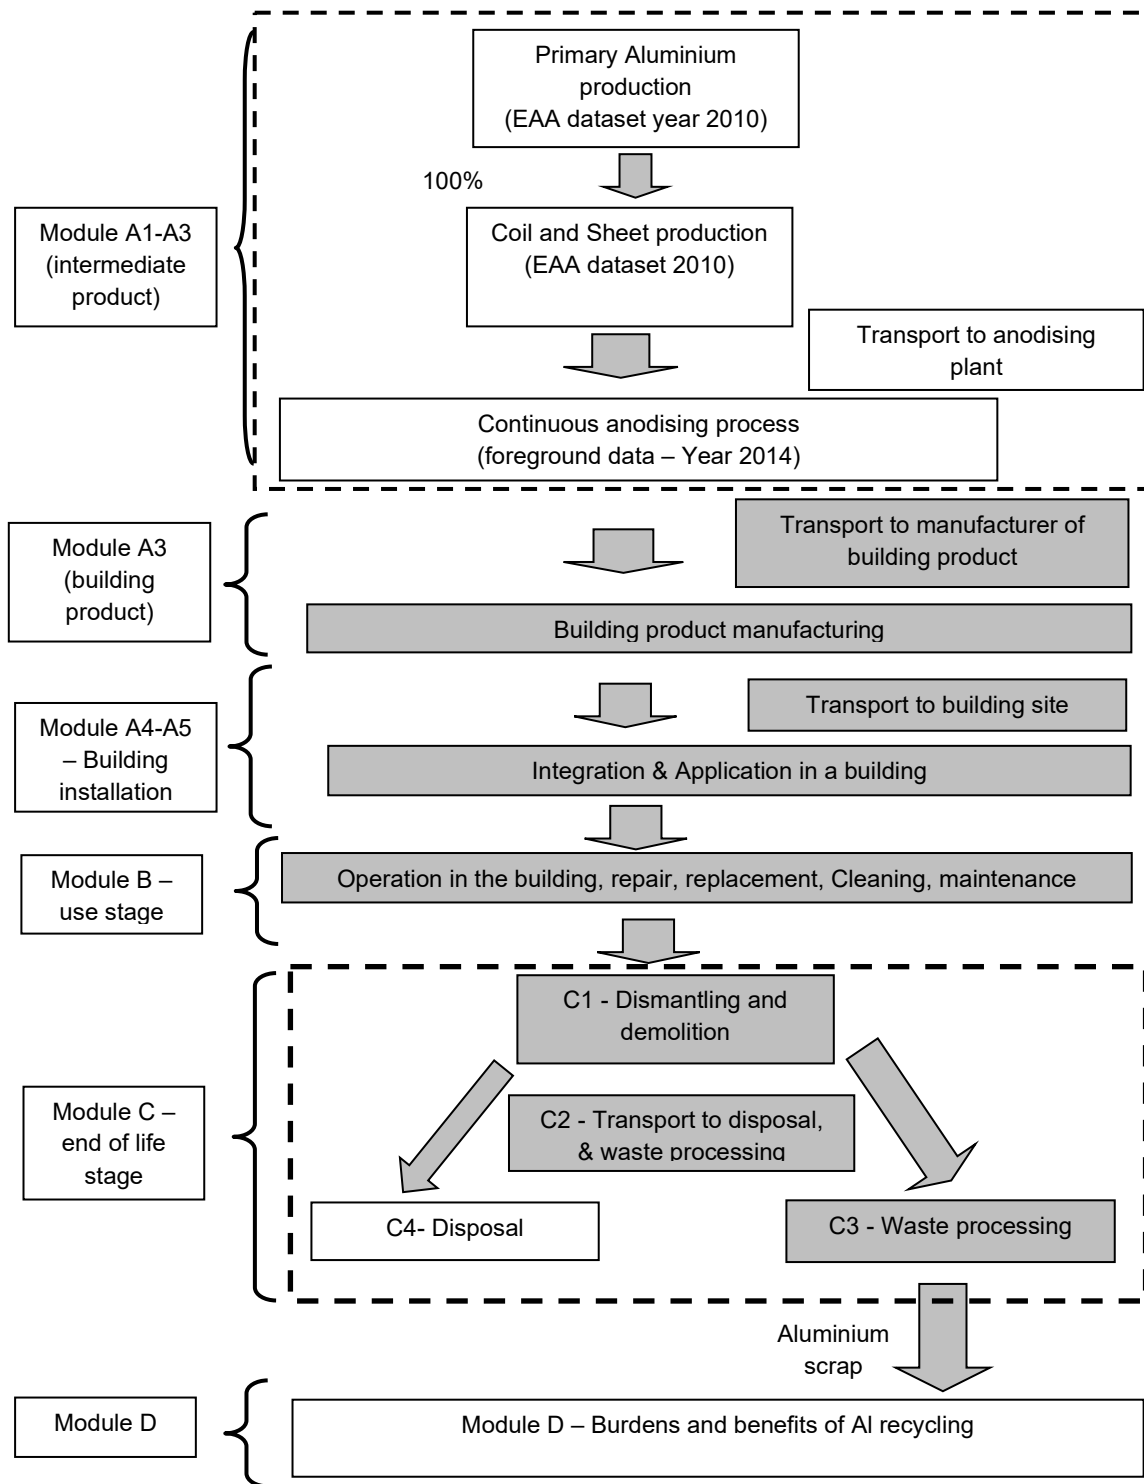 Primary Aluminium
production
(EAA dataset year 2010)
100%
Module A1-A3
(intermediate
product)
Coil and Sheet production
(EAA dataset 2010)
Transport to anodising
plant
Continuous anodising process
(foreground data – Year 2014)
Module A3
(building
product)
Transport to manufacturer of
building product
Building product manufacturing
Module A4-A5
– Building
installation
Transport to building site
Integration & Application in a building
Module B –
use stage
Operation in the building, repair, replacement, Cleaning, maintenance
Module C –
end of life
stage
C1 - Dismantling and
demolition
C2 - Transport to disposal,
& waste processing
C4- Disposal
C3 - Waste processing
Aluminium
scrap
Module D
Module D – Burdens and benefits of Al recycling